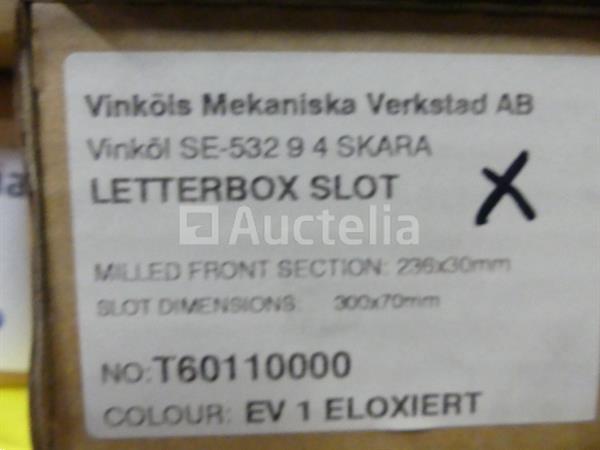 Vinköls Mekaniska Verkstad AB
Vinköl SE-532 9 4 SKARA
LETTERBOX SLOT X
Auctelia
MILLED FRONT SECTION: 236x30mm
SLOT DIMENSIONS: 300x70mm
NO: T60110000
COLOUR: EV 1 ELOXIERT